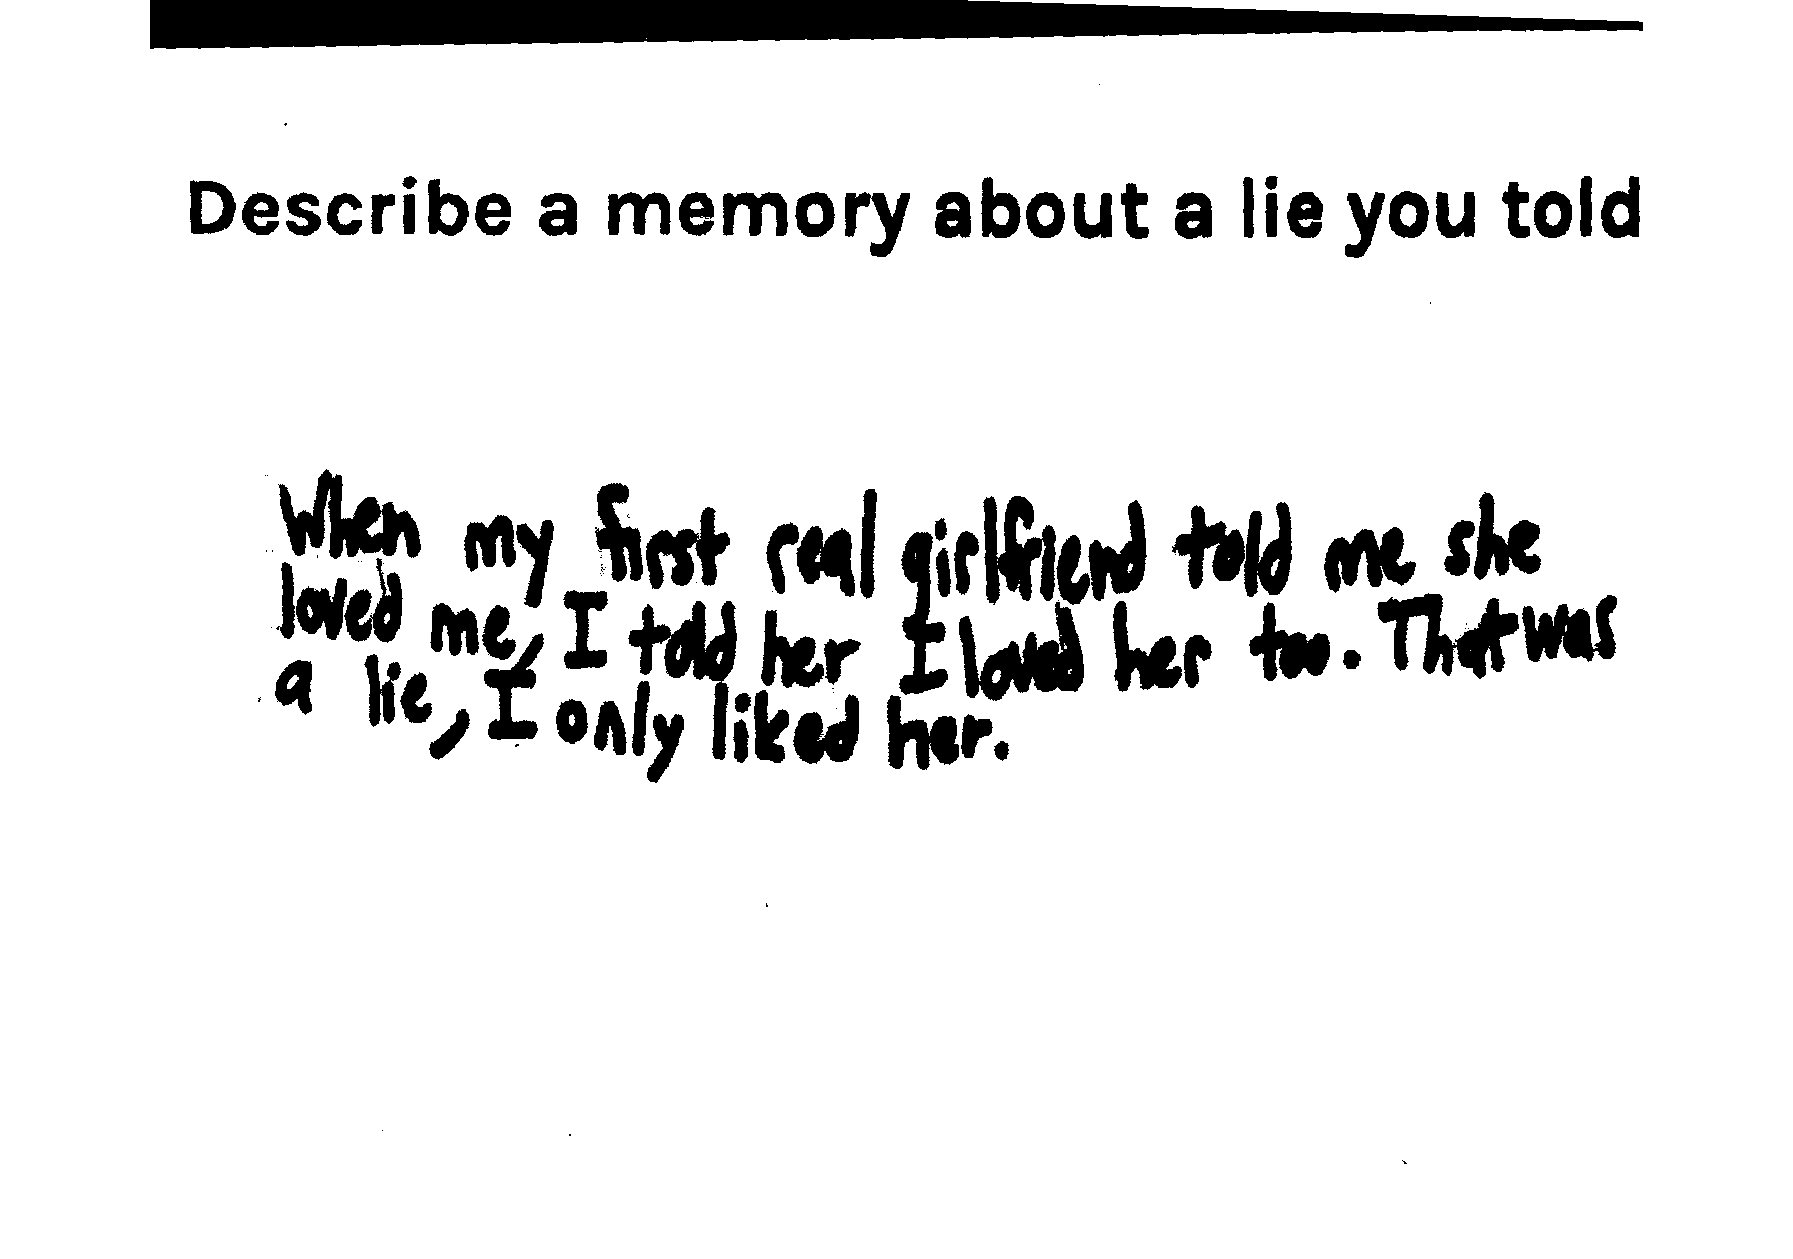 Describe a memory about a lie you told
When my first real girlfriend told me she
loved me, I told her I loved her too. That was
a lie, I only liked her.